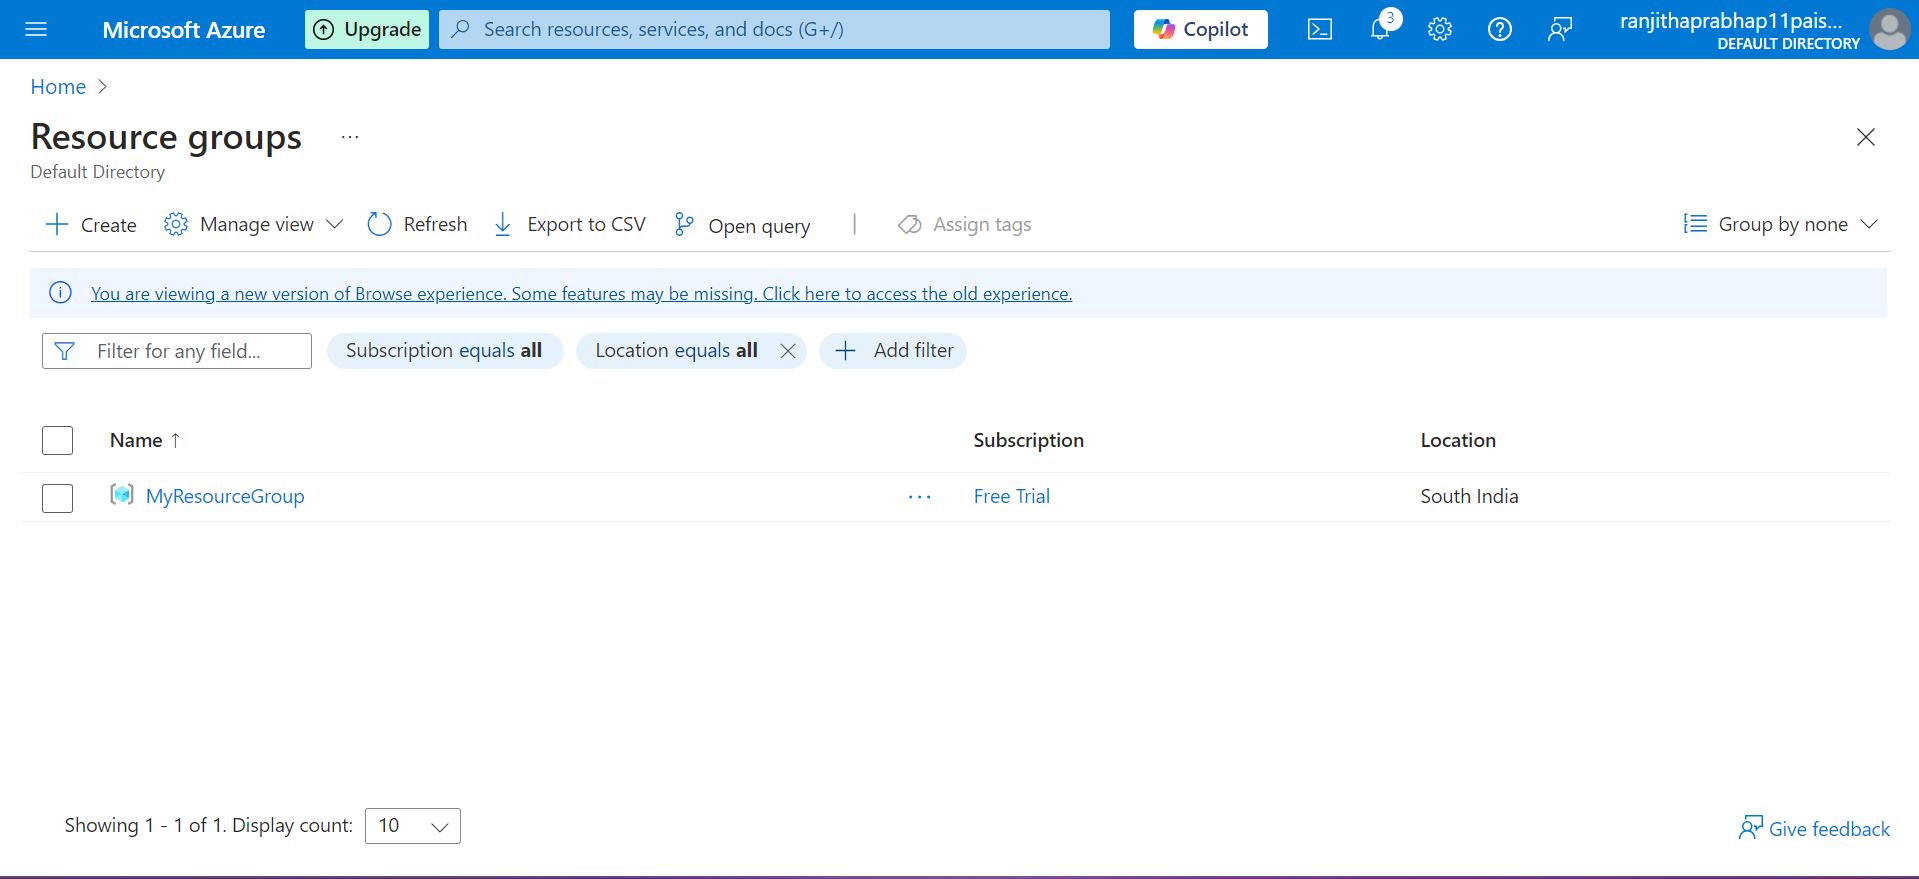 Microsoft Azure Upgrade Search resources, services, and docs (G+/) Copilot 3 ranjithaprabhap11pais...
DEFAULT DIRECTORY
Home >
Resource groups ...
Default Directory
+ Create Manage view Refresh Export to CSV Open query | Assign tags Group by none
You are viewing a new version of Browse experience. Some features may be missing. Click here to access the old experience.
Filter for any field... Subscription equals all Location equals all + Add filter
Name ↑ Subscription Location
MyResourceGroup ... Free Trial South India
Showing 1 - 1 of 1. Display count: 10 Give feedback